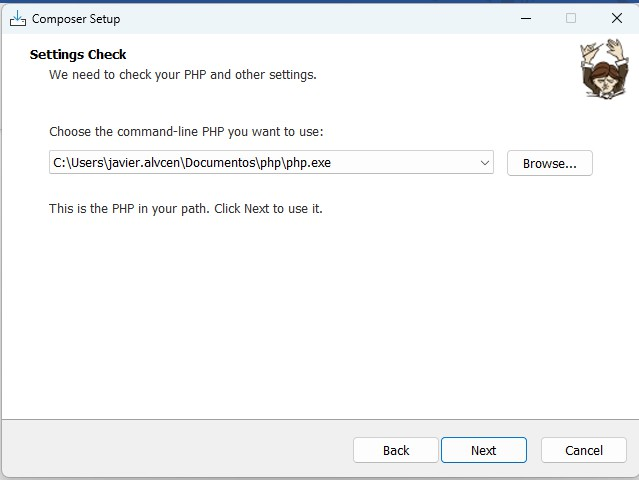 Composer Setup
Settings Check
We need to check your PHP and other settings.
Choose the command-line PHP you want to use:
C:\Users\javier.alvcen\Documentos\php\php.exe
Browse...
This is the PHP in your path. Click Next to use it.
Back
Next
Cancel